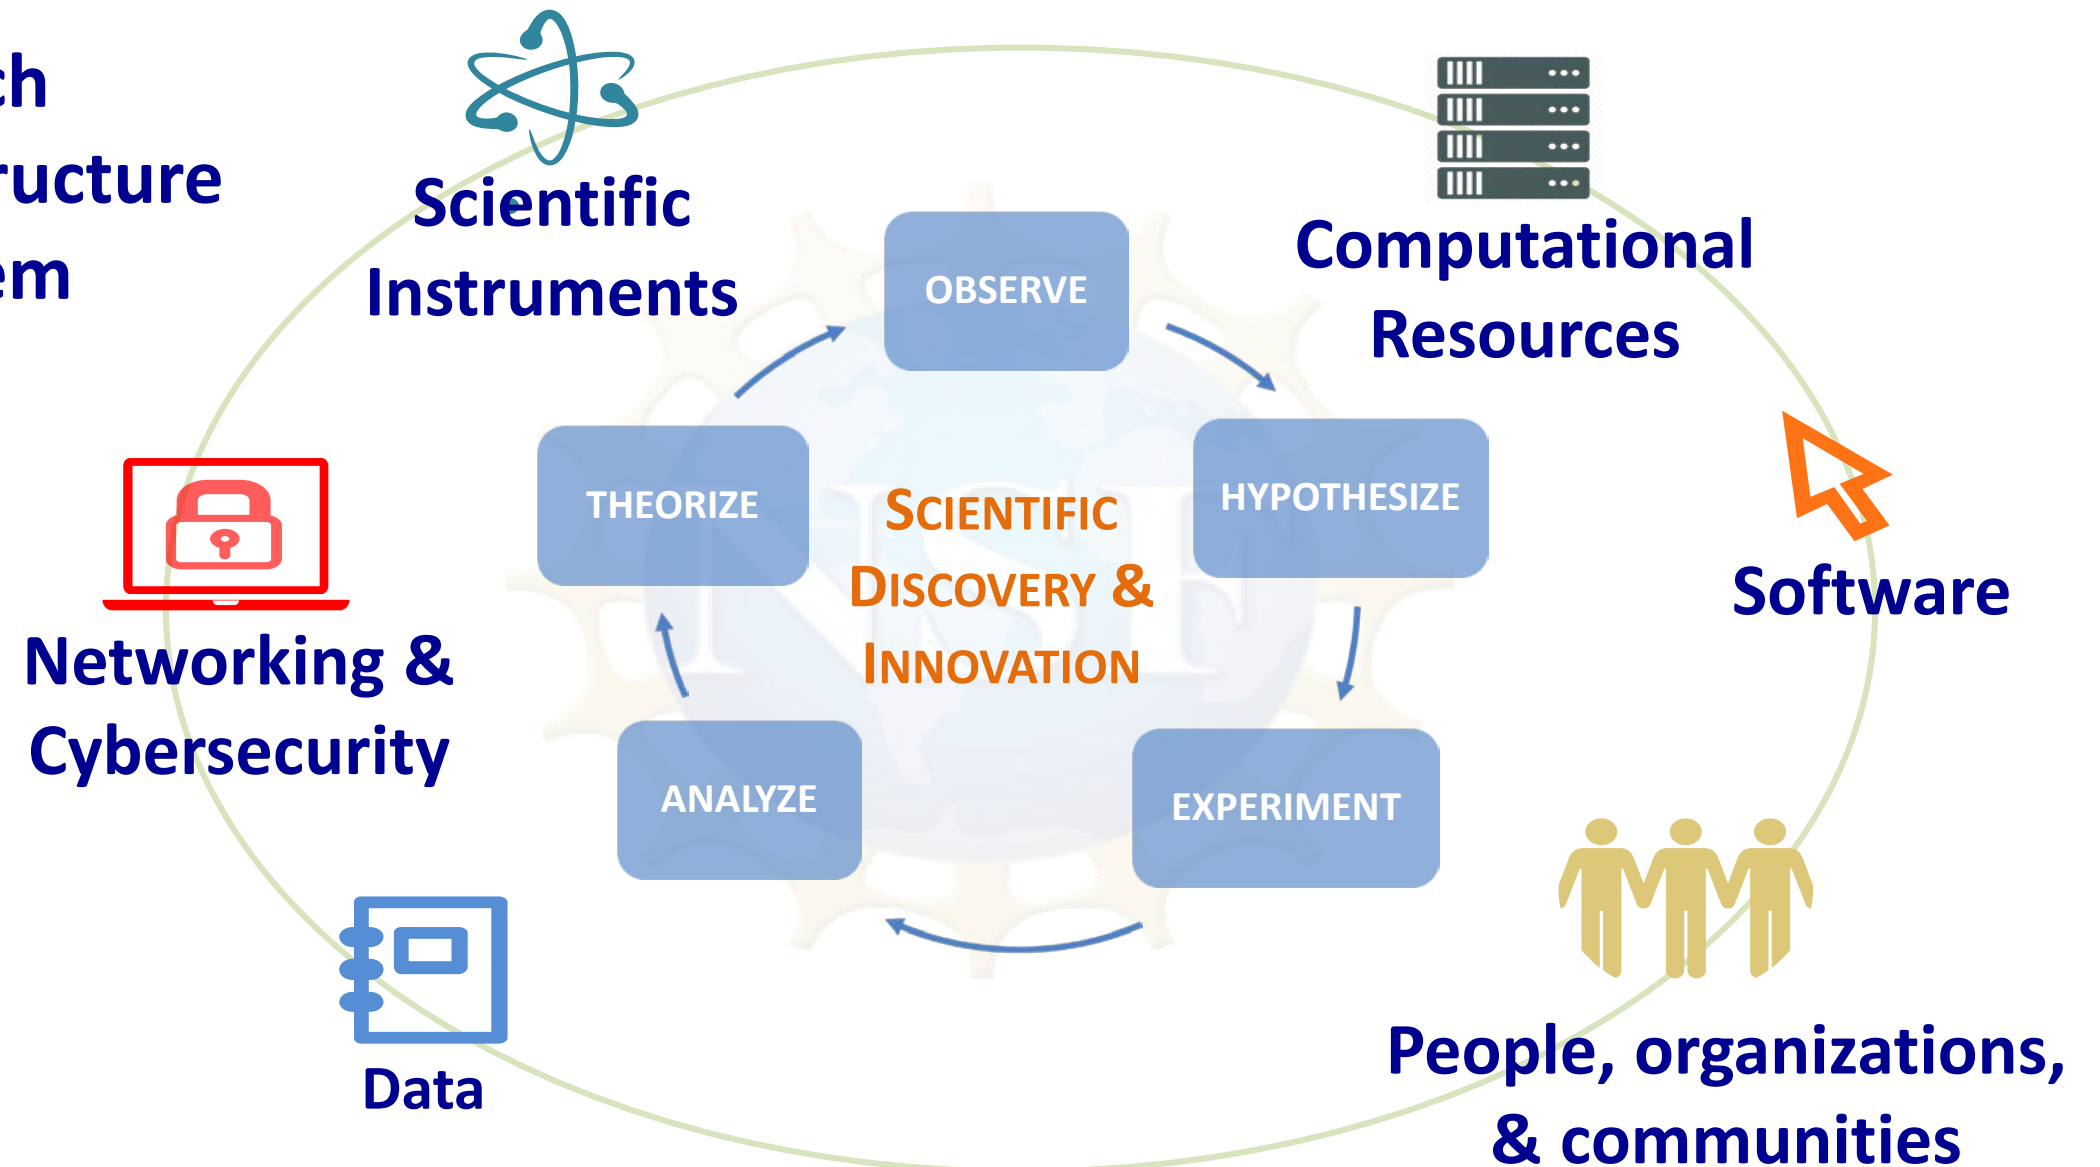 ch
ructure
em
Scientific
Instruments
Computational
Resources
OBSERVE
THEORIZE
HYPOTHESIZE
SCIENTIFIC
DISCOVERY &
INNOVATION
NSF
Software
Networking &
Cybersecurity
ANALYZE
EXPERIMENT
Data
People, organizations,
& communities